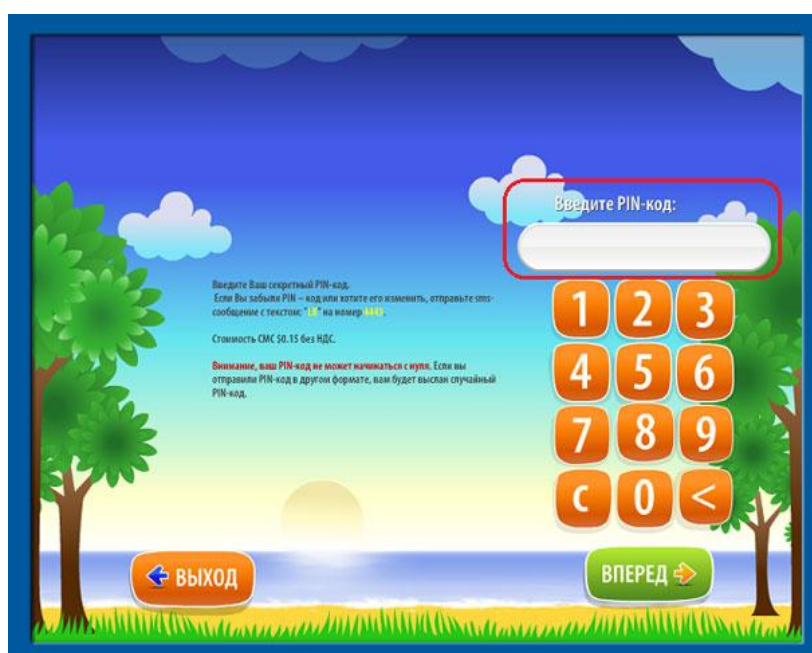 Введите PIN-код:
Введите Ваш секретный PIN-код.
Если Вы забыли PIN – код или хотите его изменить, отправьте sms-
сообщение с текстом: "LB" на номер 4443.
Стоимость СМС $0.15 без НДС.
Внимание, ваш PIN-код не может начинаться с нуля. Если вы
отправили PIN-код в другом формате, вам будет выслан случайный
PIN-код.
1 2 3
4 5 6
7 8 9
С 0 <
ВЫХОД
ВПЕРЕД